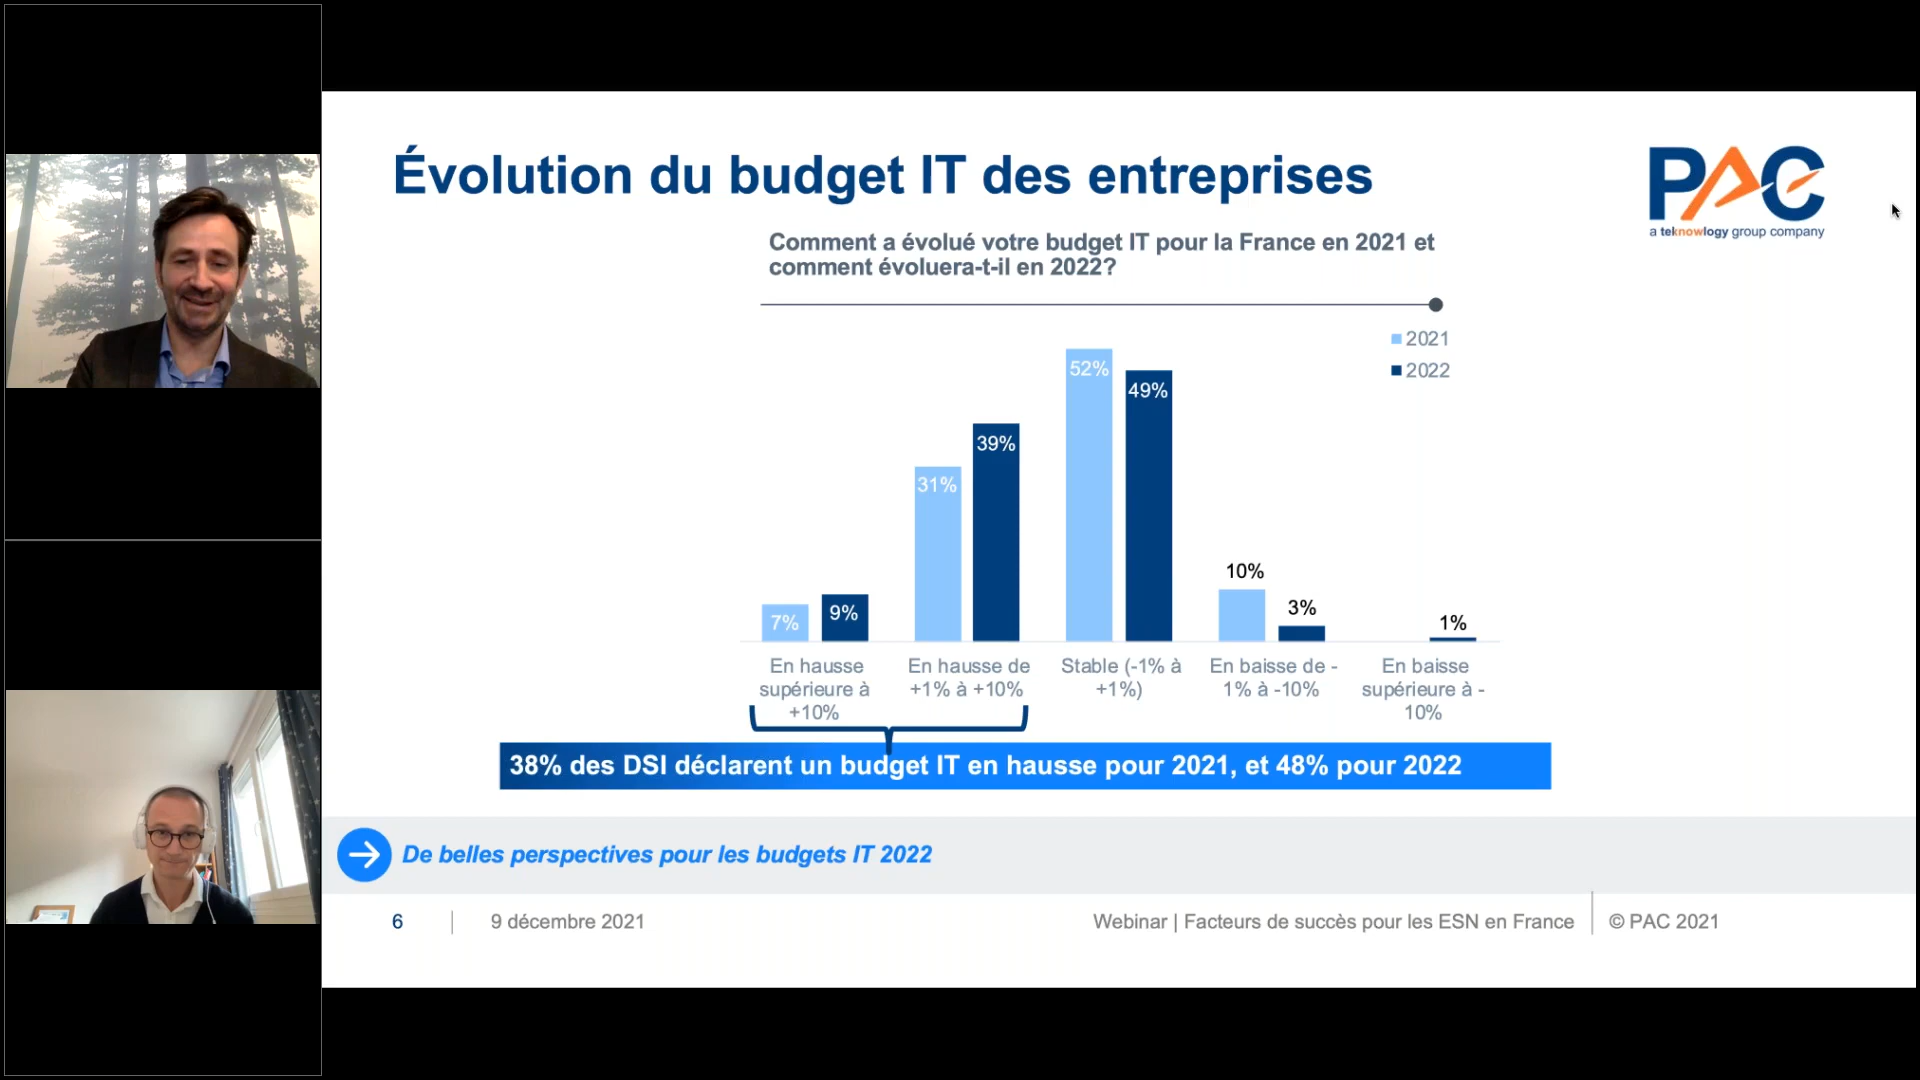 Évolution du budget IT des entreprises
PAC
a teknowlogy group company
Comment a évolué votre budget IT pour la France en 2021 et
comment évoluera-t-il en 2022?
2021
2022
7%
9%
31%
39%
52%
49%
10%
3%
1%
En hausse
supérieure à
+10%
En hausse de
+1% à +10%
Stable (-1% à
+1%)
En baisse de -
1% à -10%
En baisse
supérieure à -
10%
38% des DSI déclarent un budget IT en hausse pour 2021, et 48% pour 2022
De belles perspectives pour les budgets IT 2022
6
9 décembre 2021
Webinar | Facteurs de succès pour les ESN en France
© PAC 2021